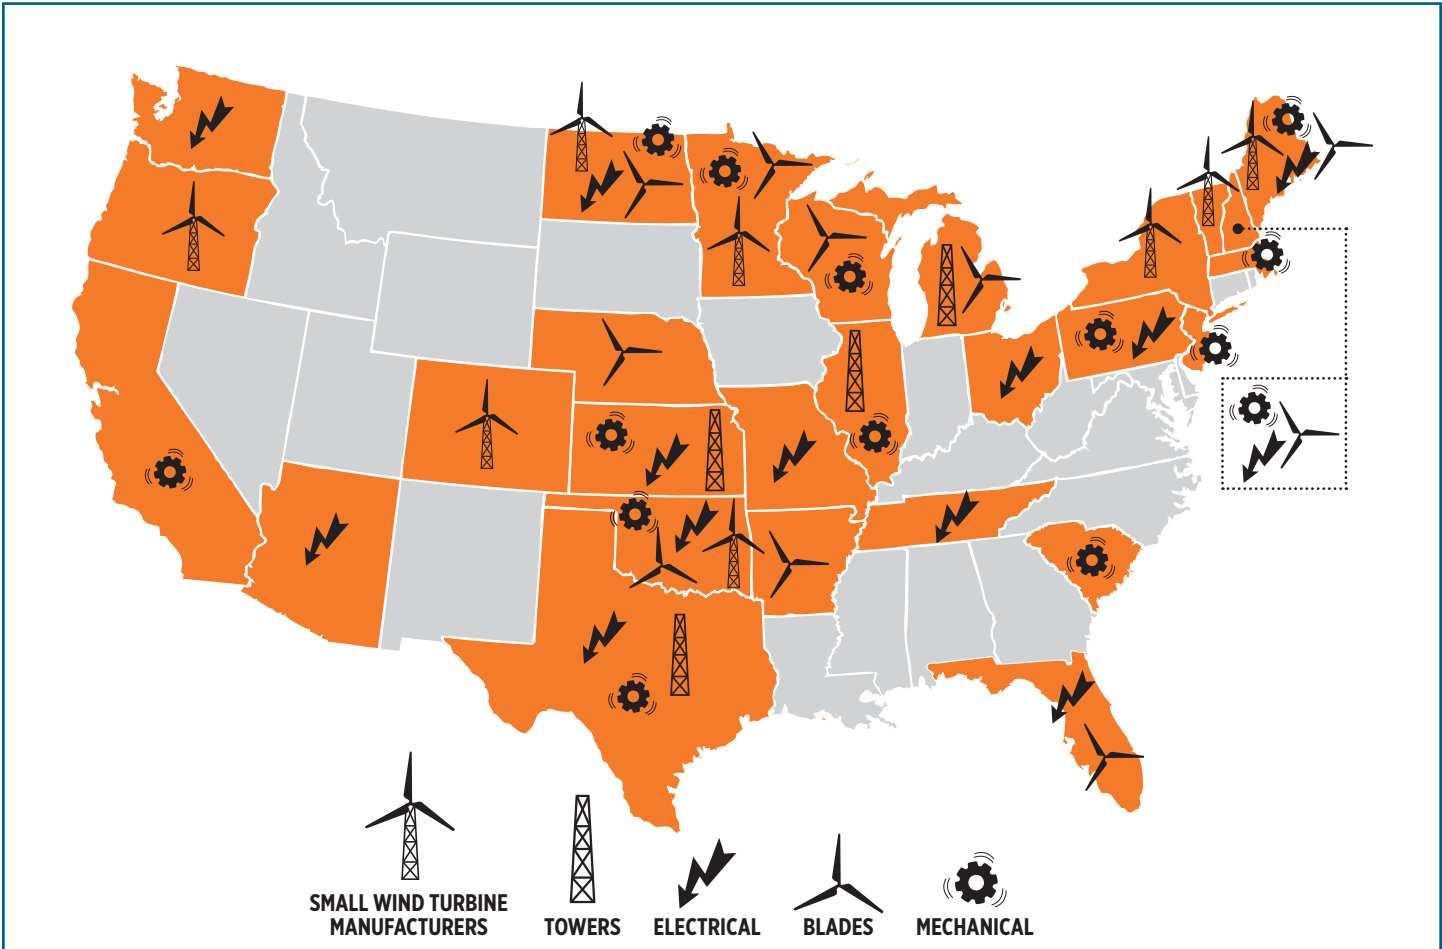 SMALL WIND TURBINE
MANUFACTURERS
TOWERS
ELECTRICAL
BLADES
MECHANICAL